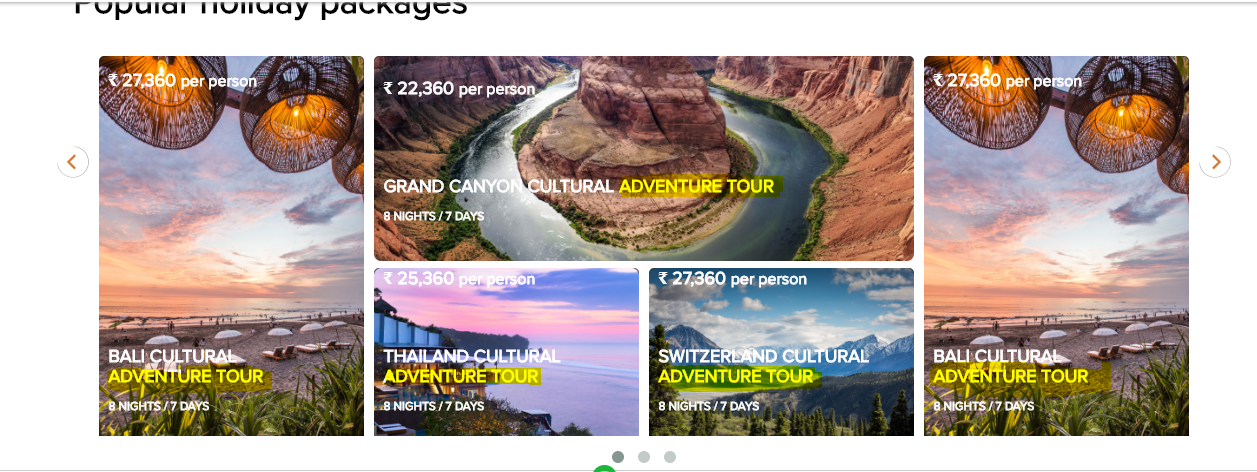 Popular holiday packages
₹ 27,360 per person
BALI CULTURAL
ADVENTURE TOUR
8 NIGHTS / 7 DAYS
₹ 22,360 per person
GRAND CANYON CULTURAL ADVENTURE TOUR
8 NIGHTS / 7 DAYS
₹ 25,360 per person
THAILAND CULTURAL
ADVENTURE TOUR
8 NIGHTS / 7 DAYS
₹ 27,360 per person
SWITZERLAND CULTURAL
ADVENTURE TOUR
8 NIGHTS / 7 DAYS
₹ 27,360 per person
BALI CULTURAL
ADVENTURE TOUR
8 NIGHTS / 7 DAYS